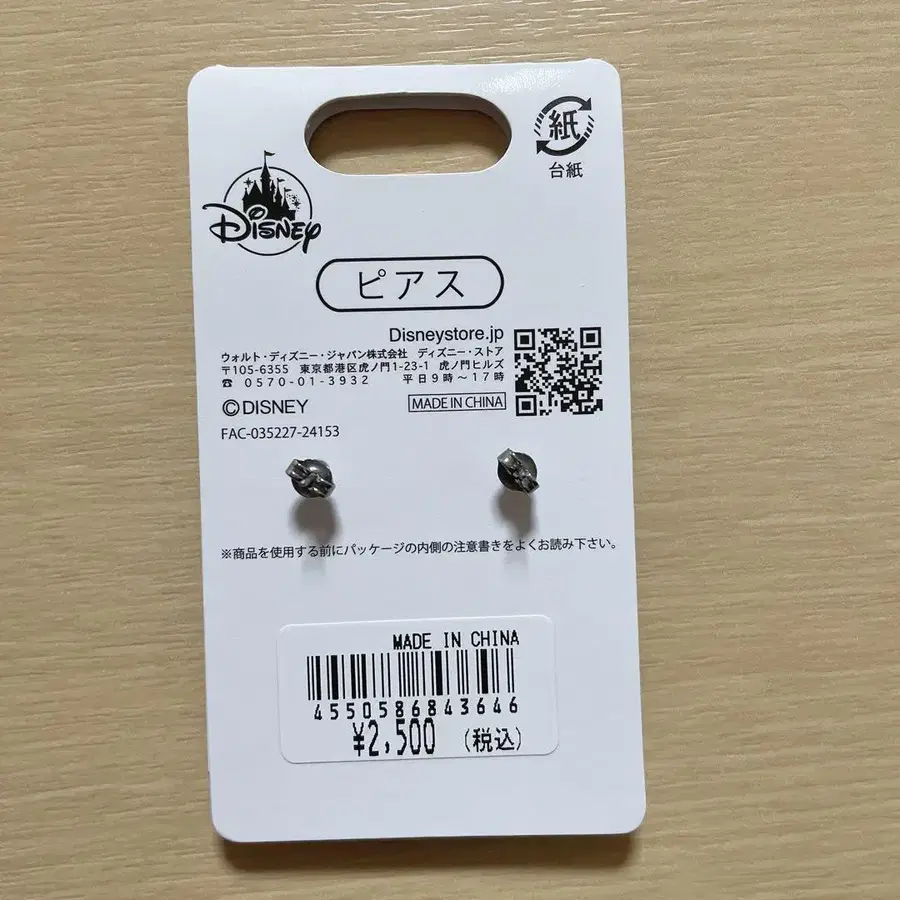 紙
台紙
DISNEY
ピアス
Disneystore.jp
ウォルト・ディズニー・ジャパン株式会社　ディズニー・ストア
〒105-6355　東京都港区虎ノ門1-23-1 虎ノ門ヒルズ
☎ 0570-01-3932　平日9時～17時
©DISNEY MADE IN CHINA
FAC-035227-24153
※商品を使用する前にパッケージの内側の注意書きをよくお読み下さい。
MADE IN CHINA
4550586843646
¥2,500 (税込)